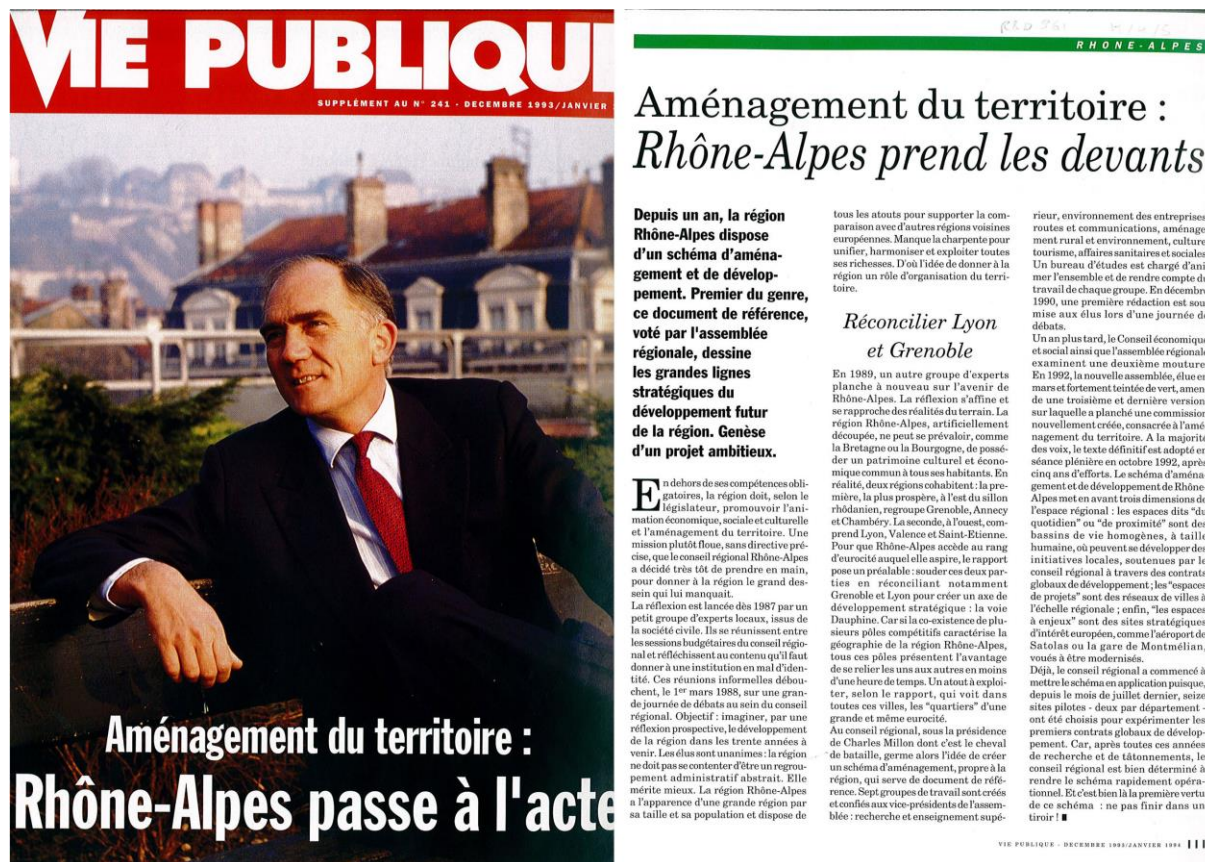 VIE PUBLIQU
SUPPLÉMENT AU N° 241 - DECEMBRE 1993/JANVIER
Aménagement du territoire :
Rhône-Alpes passe à l'acte
RHONE-ALPES
Aménagement du territoire :
Rhône-Alpes prend les devants
Depuis un an, la région
Rhône-Alpes dispose
d'un schéma d'aména-
gement et de dévelop-
pement. Premier du genre,
ce document de référence,
voté par l'assemblée
régionale, dessine
les grandes lignes
stratégiques du
développement futur
de la région. Genèse
d'un projet ambitieux.
En dehors de ses compétences obli-
gatoires, la région doit, selon le
législateur, promouvoir l'ani-
mation économique, sociale et culturelle
et l'aménagement du territoire. Une
mission plutôt floue, sans directive pré-
cise, que le conseil régional Rhône-Alpes
a décidé très tôt de prendre en main,
pour donner à la région le grand des-
sein qui lui manquait.
La réflexion est lancée dès 1987 par un
petit groupe d'experts locaux, issus de
la société civile. Ils se réunissent entre
les sessions budgétaires du conseil régio-
nal et réfléchissent au contenu qu'il faut
donner à une institution en mal d'iden-
tité. Ces réunions informelles débou-
chent, le 1er mars 1988, sur une gran-
de journée de débats au sein du conseil
régional. Objectif : imaginer, par une
réflexion prospective, le développement
de la région dans les trente années à
venir. Les élus sont unanimes : la région
ne doit pas se contenter d'être un regrou-
pement administratif abstrait. Elle
mérite mieux. La région Rhône-Alpes
a l'apparence d'une grande région par
sa taille et sa population et dispose de
tous les atouts pour supporter la com-
paraison avec d'autres régions voisines
européennes. Manque la charpente pour
unifier, harmoniser et exploiter toutes
ses richesses. D'où l'idée de donner à la
région un rôle d'organisation du terri-
toire.
Réconcilier Lyon
et Grenoble
En 1989, un autre groupe d'experts
planche à nouveau sur l'avenir de
Rhône-Alpes. La réflexion s'affine et
se rapproche des réalités du terrain. La
région Rhône-Alpes, artificiellement
découpée, ne peut se prévaloir, comme
la Bretagne ou la Bourgogne, de possé-
der un patrimoine culturel et écono-
mique commun à tous ses habitants. En
réalité, deux régions cohabitent : la pre-
mière, la plus prospère, à l'est du sillon
rhôdanien, regroupe Grenoble, Annecy
et Chambéry. La seconde, à l'ouest, com-
prend Lyon, Valence et Saint-Etienne.
Pour que Rhône-Alpes accède au rang
d'eurocité auquel elle aspire, le rapport
pose un préalable : souder ces deux par-
ties en réconciliant notamment
Grenoble et Lyon pour créer un axe de
développement stratégique : la voie
Dauphine. Car si la co-existence de plu-
sieurs pôles compétitifs caractérise la
géographie de la région Rhône-Alpes,
tous ces pôles présentent l'avantage
de se relier les uns aux autres en moins
d'une heure de temps. Un atout à exploi-
ter, selon le rapport, qui voit dans
toutes ces villes, les "quartiers" d'une
grande et même eurocité.
Au conseil régional, sous la présidence
de Charles Millon dont c'est le cheval
de bataille, germe alors l'idée de créer
un schéma d'aménagement, propre à la
région, qui serve de document de réfé-
rence. Sept groupes de travail sont créés
et confiés aux vice-présidents de l'assem-
blée : recherche et enseignement supé-
rieur, environnement des entreprises
routes et communications, aménage
ment rural et environnement, culture
tourisme, affaires sanitaires et sociales
Un bureau d'études est chargé d'ani
mer l'ensemble et de rendre compte du
travail de chaque groupe. En décembre
1990, une première rédaction est sou
mise aux élus lors d'une journée de
débats.
Un an plus tard, le Conseil économique
et social ainsi que l'assemblée régionale
examinent une deuxième mouture
En 1992, la nouvelle assemblée, élue en
mars et fortement teintée de vert, amen
de une troisième et dernière version
sur laquelle a planché une commission
nouvellement créée, consacrée à l'amé
nagement du territoire. A la majorité
des voix, le texte définitif est adopté en
séance plénière en octobre 1992, après
cinq ans d'efforts. Le schéma d'aména
gement et de développement de Rhône-
Alpes met en avant trois dimensions de
l'espace régional : les espaces dits "du
quotidien" ou "de proximité" sont des
bassins de vie homogènes, à taille
humaine, où peuvent se développer des
initiatives locales, soutenues par le
conseil régional à travers des contrats
globaux de développement ; les "espaces
de projets" sont des réseaux de villes à
l'échelle régionale ; enfin, "les espaces
à enjeux" sont des sites stratégiques
d'intérêt européen, comme l'aéroport de
Satolas ou la gare de Montmélian,
voués à être modernisés.
Déjà, le conseil régional a commencé à
mettre le schéma en application puisque,
depuis le mois de juillet dernier, seize
sites pilotes - deux par département -
ont été choisis pour expérimenter les
premiers contrats globaux de dévelop-
pement. Car, après toutes ces années
de recherche et de tâtonnements, le
conseil régional est bien déterminé à
rendre le schéma rapidement opéra-
tionnel. Et c'est bien là la première vertu
de ce schéma : ne pas finir dans un
tiroir ! ∎
VIE PUBLIQUE - DECEMBRE 1993/JANVIER 1994 III